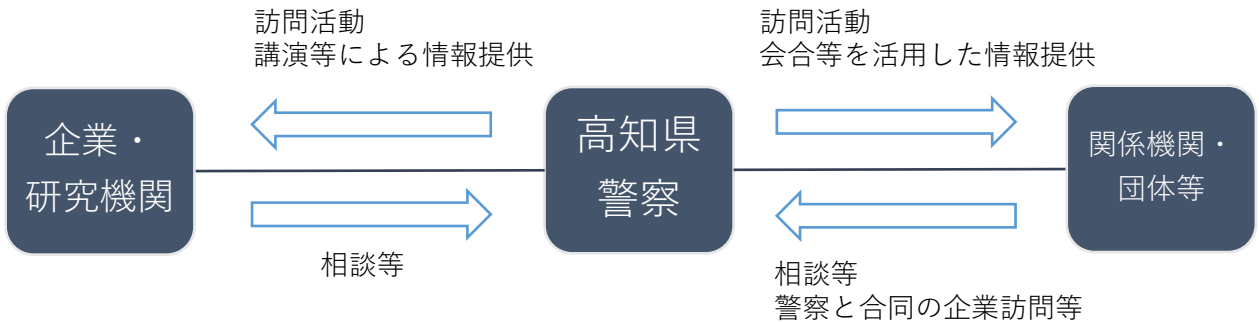 訪問活動
講演等による情報提供
訪問活動
会合等を活用した情報提供
企業・
研究機関
高知県
警察
関係機関・
団体等
相談等
相談等
警察と合同の企業訪問等